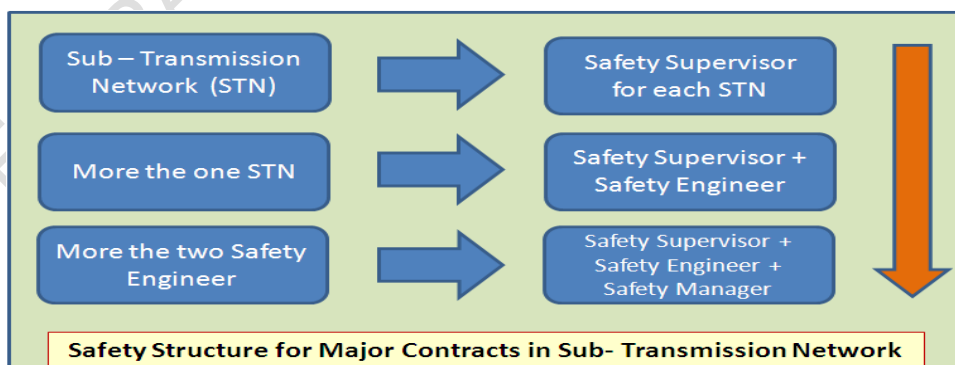 Sub – Transmission
Network (STN)
Safety Supervisor
for each STN
More the one STN
Safety Supervisor +
Safety Engineer
More the two Safety
Engineer
Safety Supervisor +
Safety Engineer +
Safety Manager
Safety Structure for Major Contracts in Sub- Transmission Network